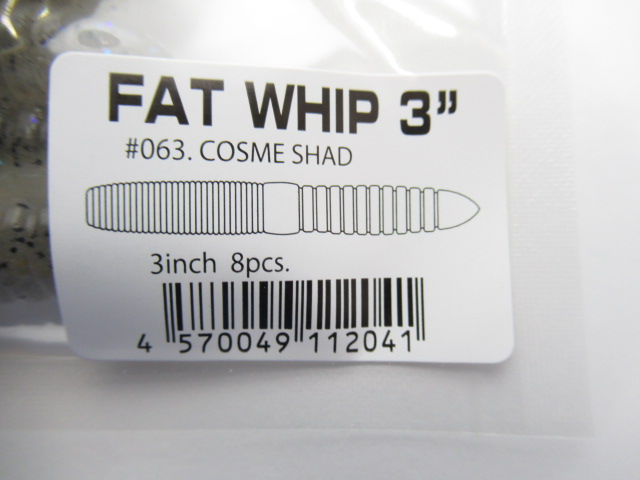 FAT WHIP 3”
#063. COSME SHAD
3inch 8pcs.
4 570049 112041